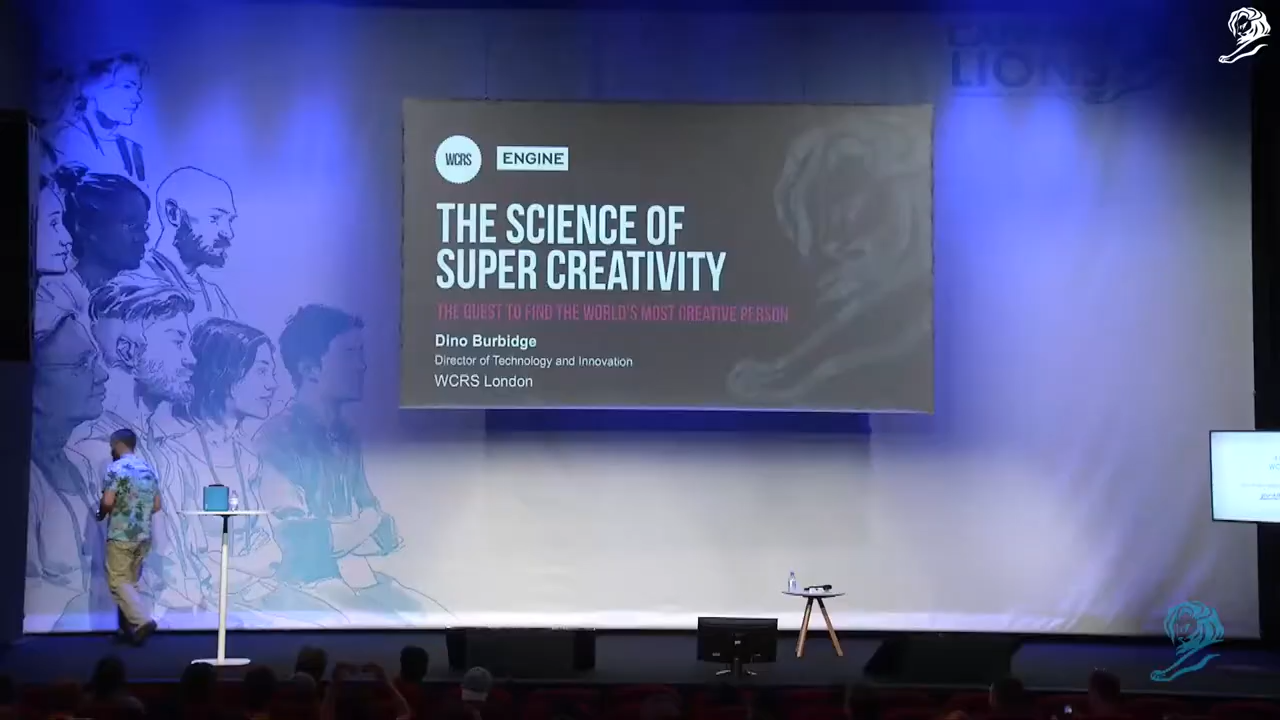 LIONS
WCRS
ENGINE
THE SCIENCE OF
SUPER CREATIVITY
THE QUEST TO FIND THE WORLD'S MOST CREATIVE PERSON
Dino Burbidge
Director of Technology and Innovation
WCRS London